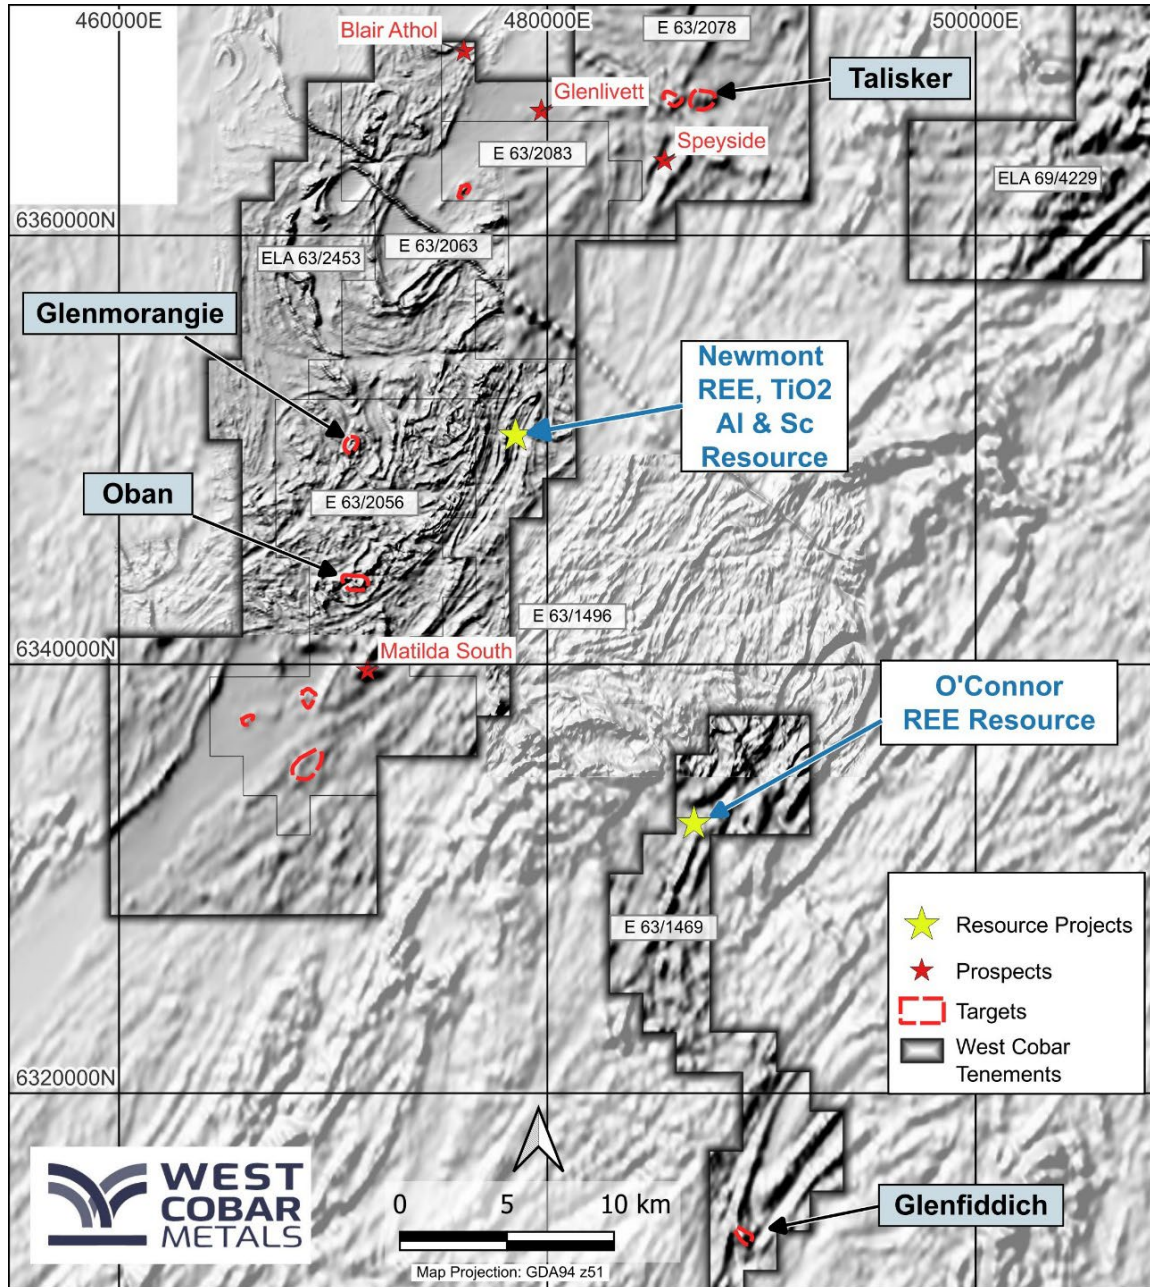 460000E
480000E
500000E
Blair Athol
E 63/2078
Talisker
Glenlivett
E 63/2083
Speyside
ELA 69/4229
6360000N
ELA 63/2453
E 63/2063
Glenmorangie
Newmont
REE, TiO2
Al & Sc
Resource
Oban
E 63/2056
E 63/1496
6340000N
Matilda South
O'Connor
REE Resource
E 63/1469
Resource Projects
Prospects
Targets
West Cobar
Tenements
6320000N
WEST
COBAR
METALS
0 5 10 km
Map Projection: GDA94 z51
Glenfiddich